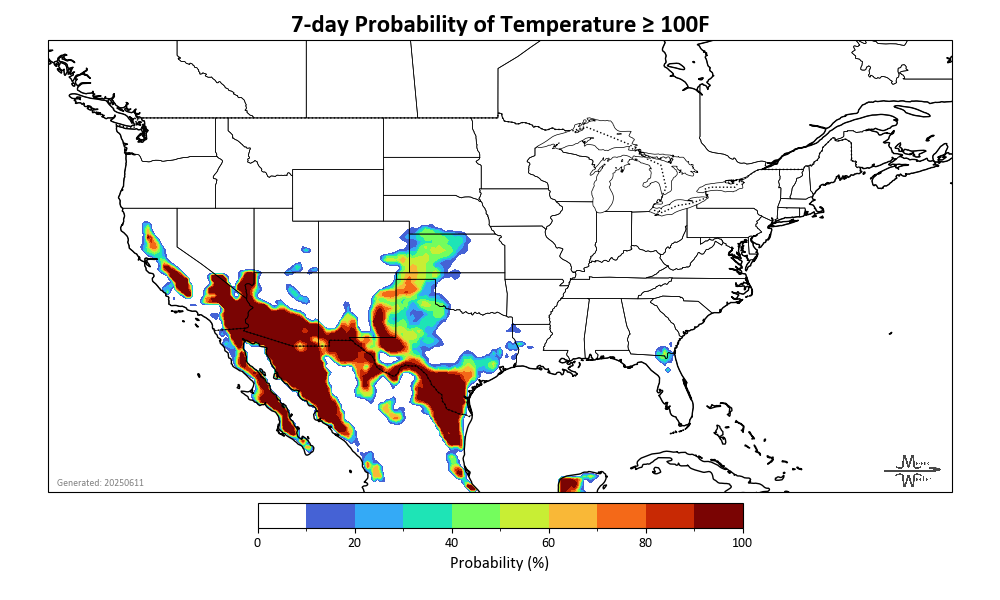 7-day Probability of Temperature ≥ 100F
Generated: 20250611
0 20 40 60 80 100
Probability (%)